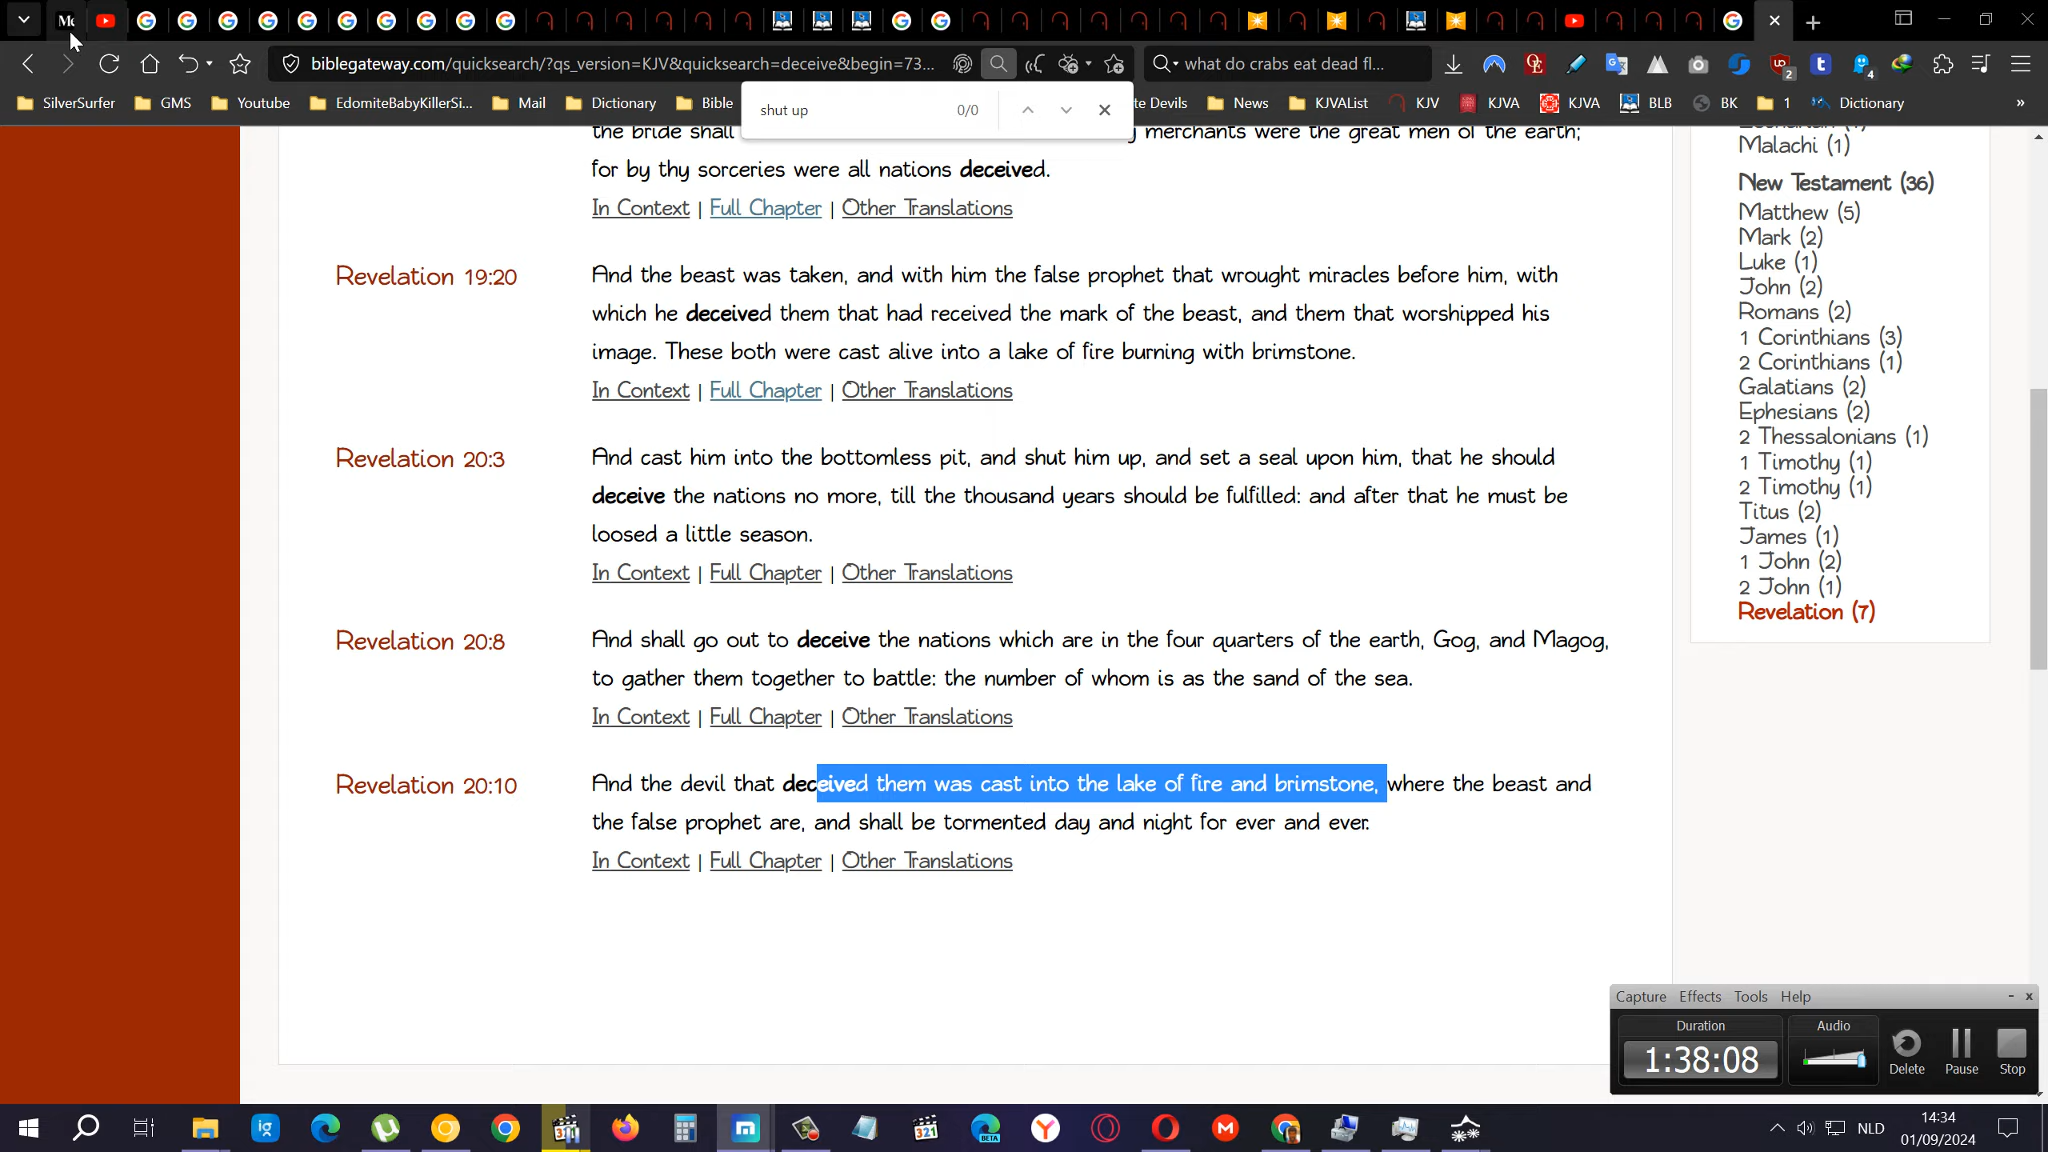 biblegateway.com/quicksearch/?qs_version=KJV&quicksearch=deceive&begin=73...
what do crabs eat dead fl...
SilverSurfer GMS Youtube EdomiteBabyKillerSi... Mail Dictionary Bible te Devils News KJVAList KJV KJVA KJVA BLB BK 1 Dictionary »
shut up 0/0
the bride shall merchants were the great men of the earth;
for by thy sorceries were all nations deceived.
In Context | Full Chapter | Other Translations
Revelation 19:20
And the beast was taken, and with him the false prophet that wrought miracles before him, with
which he deceived them that had received the mark of the beast, and them that worshipped his
image. These both were cast alive into a lake of fire burning with brimstone.
In Context | Full Chapter | Other Translations
Revelation 20:3
And cast him into the bottomless pit, and shut him up, and set a seal upon him, that he should
deceive the nations no more, till the thousand years should be fulfilled: and after that he must be
loosed a little season.
In Context | Full Chapter | Other Translations
Revelation 20:8
And shall go out to deceive the nations which are in the four quarters of the earth, Gog, and Magog,
to gather them together to battle: the number of whom is as the sand of the sea.
In Context | Full Chapter | Other Translations
Revelation 20:10
And the devil that deceived them was cast into the lake of fire and brimstone, where the beast and
the false prophet are, and shall be tormented day and night for ever and ever.
In Context | Full Chapter | Other Translations
Malachi (1)
New Testament (36)
Matthew (5)
Mark (2)
Luke (1)
John (2)
Romans (2)
1 Corinthians (3)
2 Corinthians (1)
Galatians (2)
Ephesians (2)
2 Thessalonians (1)
1 Timothy (1)
2 Timothy (1)
Titus (2)
James (1)
1 John (2)
2 John (1)
Revelation (7)
Capture Effects Tools Help
Duration
Audio
1:38:08
Delete Pause Stop
NLD
14:34
01/09/2024